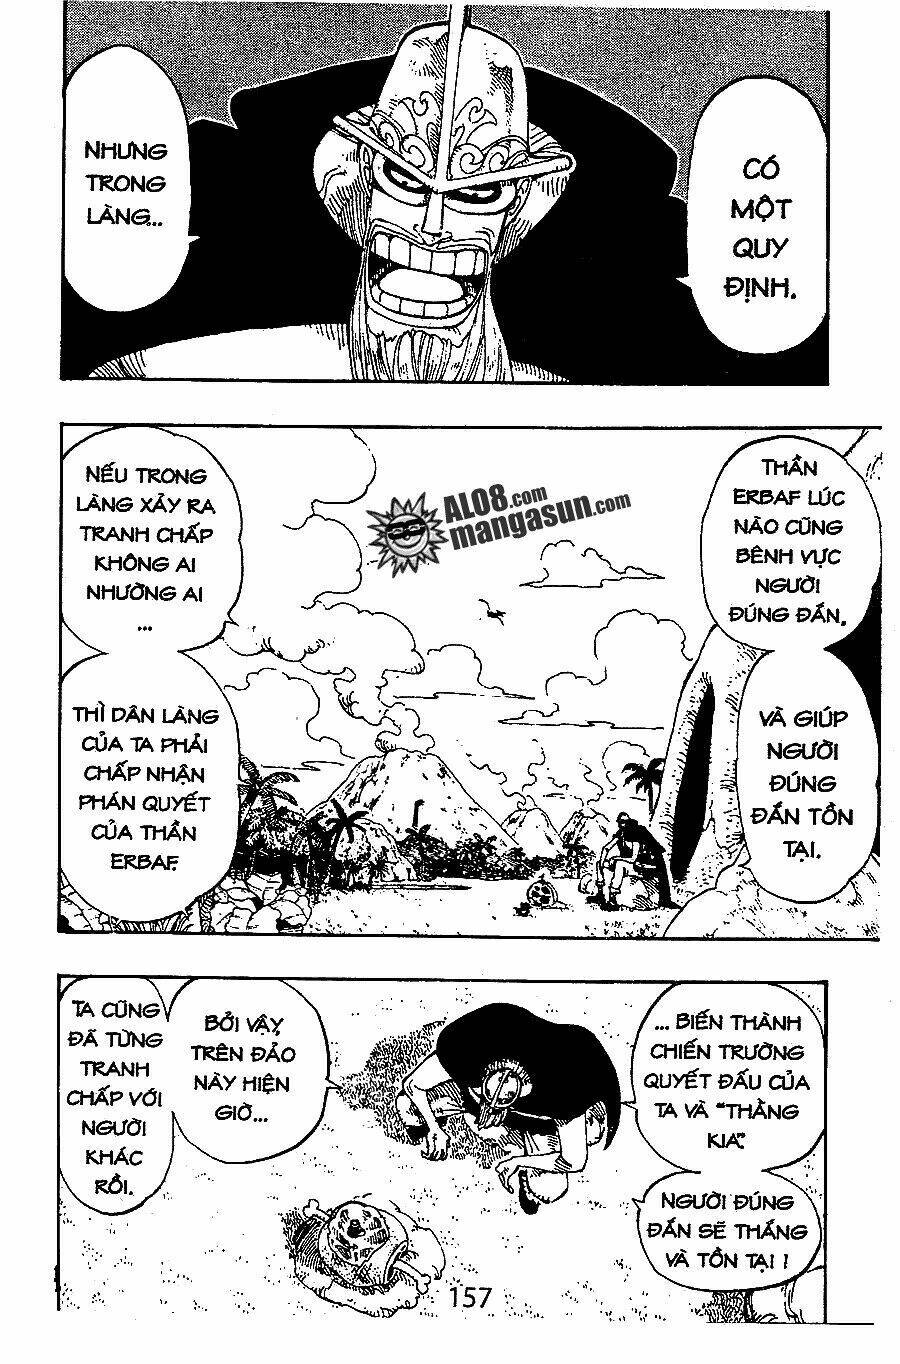 NHƯNG
TRONG
LÀNG...
CÓ
MỘT
QUY
ĐỊNH.
NẾU TRONG
LÀNG XẢY RA
TRANH CHẤP
KHÔNG AI
NHƯỜNG AI
...
THÌ DÂN LÀNG
CỦA TA PHẢI
CHẤP NHẬN
PHÁN QUYẾT
CỦA THẦN
ERBAF.
AL08.com
mangasun.com
THẦN
ERBAF LÚC
NÀO CŨNG
BÊNH VỰC
NGƯỜI
ĐÚNG ĐẮN.
VÀ GIÚP
NGƯỜI
ĐÚNG
ĐẮN TỒN
TẠI.
TA CŨNG
ĐÃ TỪNG
TRANH
CHẤP VỚI
NGƯỜI
KHÁC
RỒI.
BỞI VẬY,
TRÊN ĐẢO
NÀY HIỆN
GIỜ...
... BIẾN THÀNH
CHIẾN TRƯỜNG
QUYẾT ĐẤU CỦA
TA VÀ "THẰNG
KIA".
NGƯỜI ĐÚNG
ĐẮN SẼ THẮNG
VÀ TỒN TẠI !
157